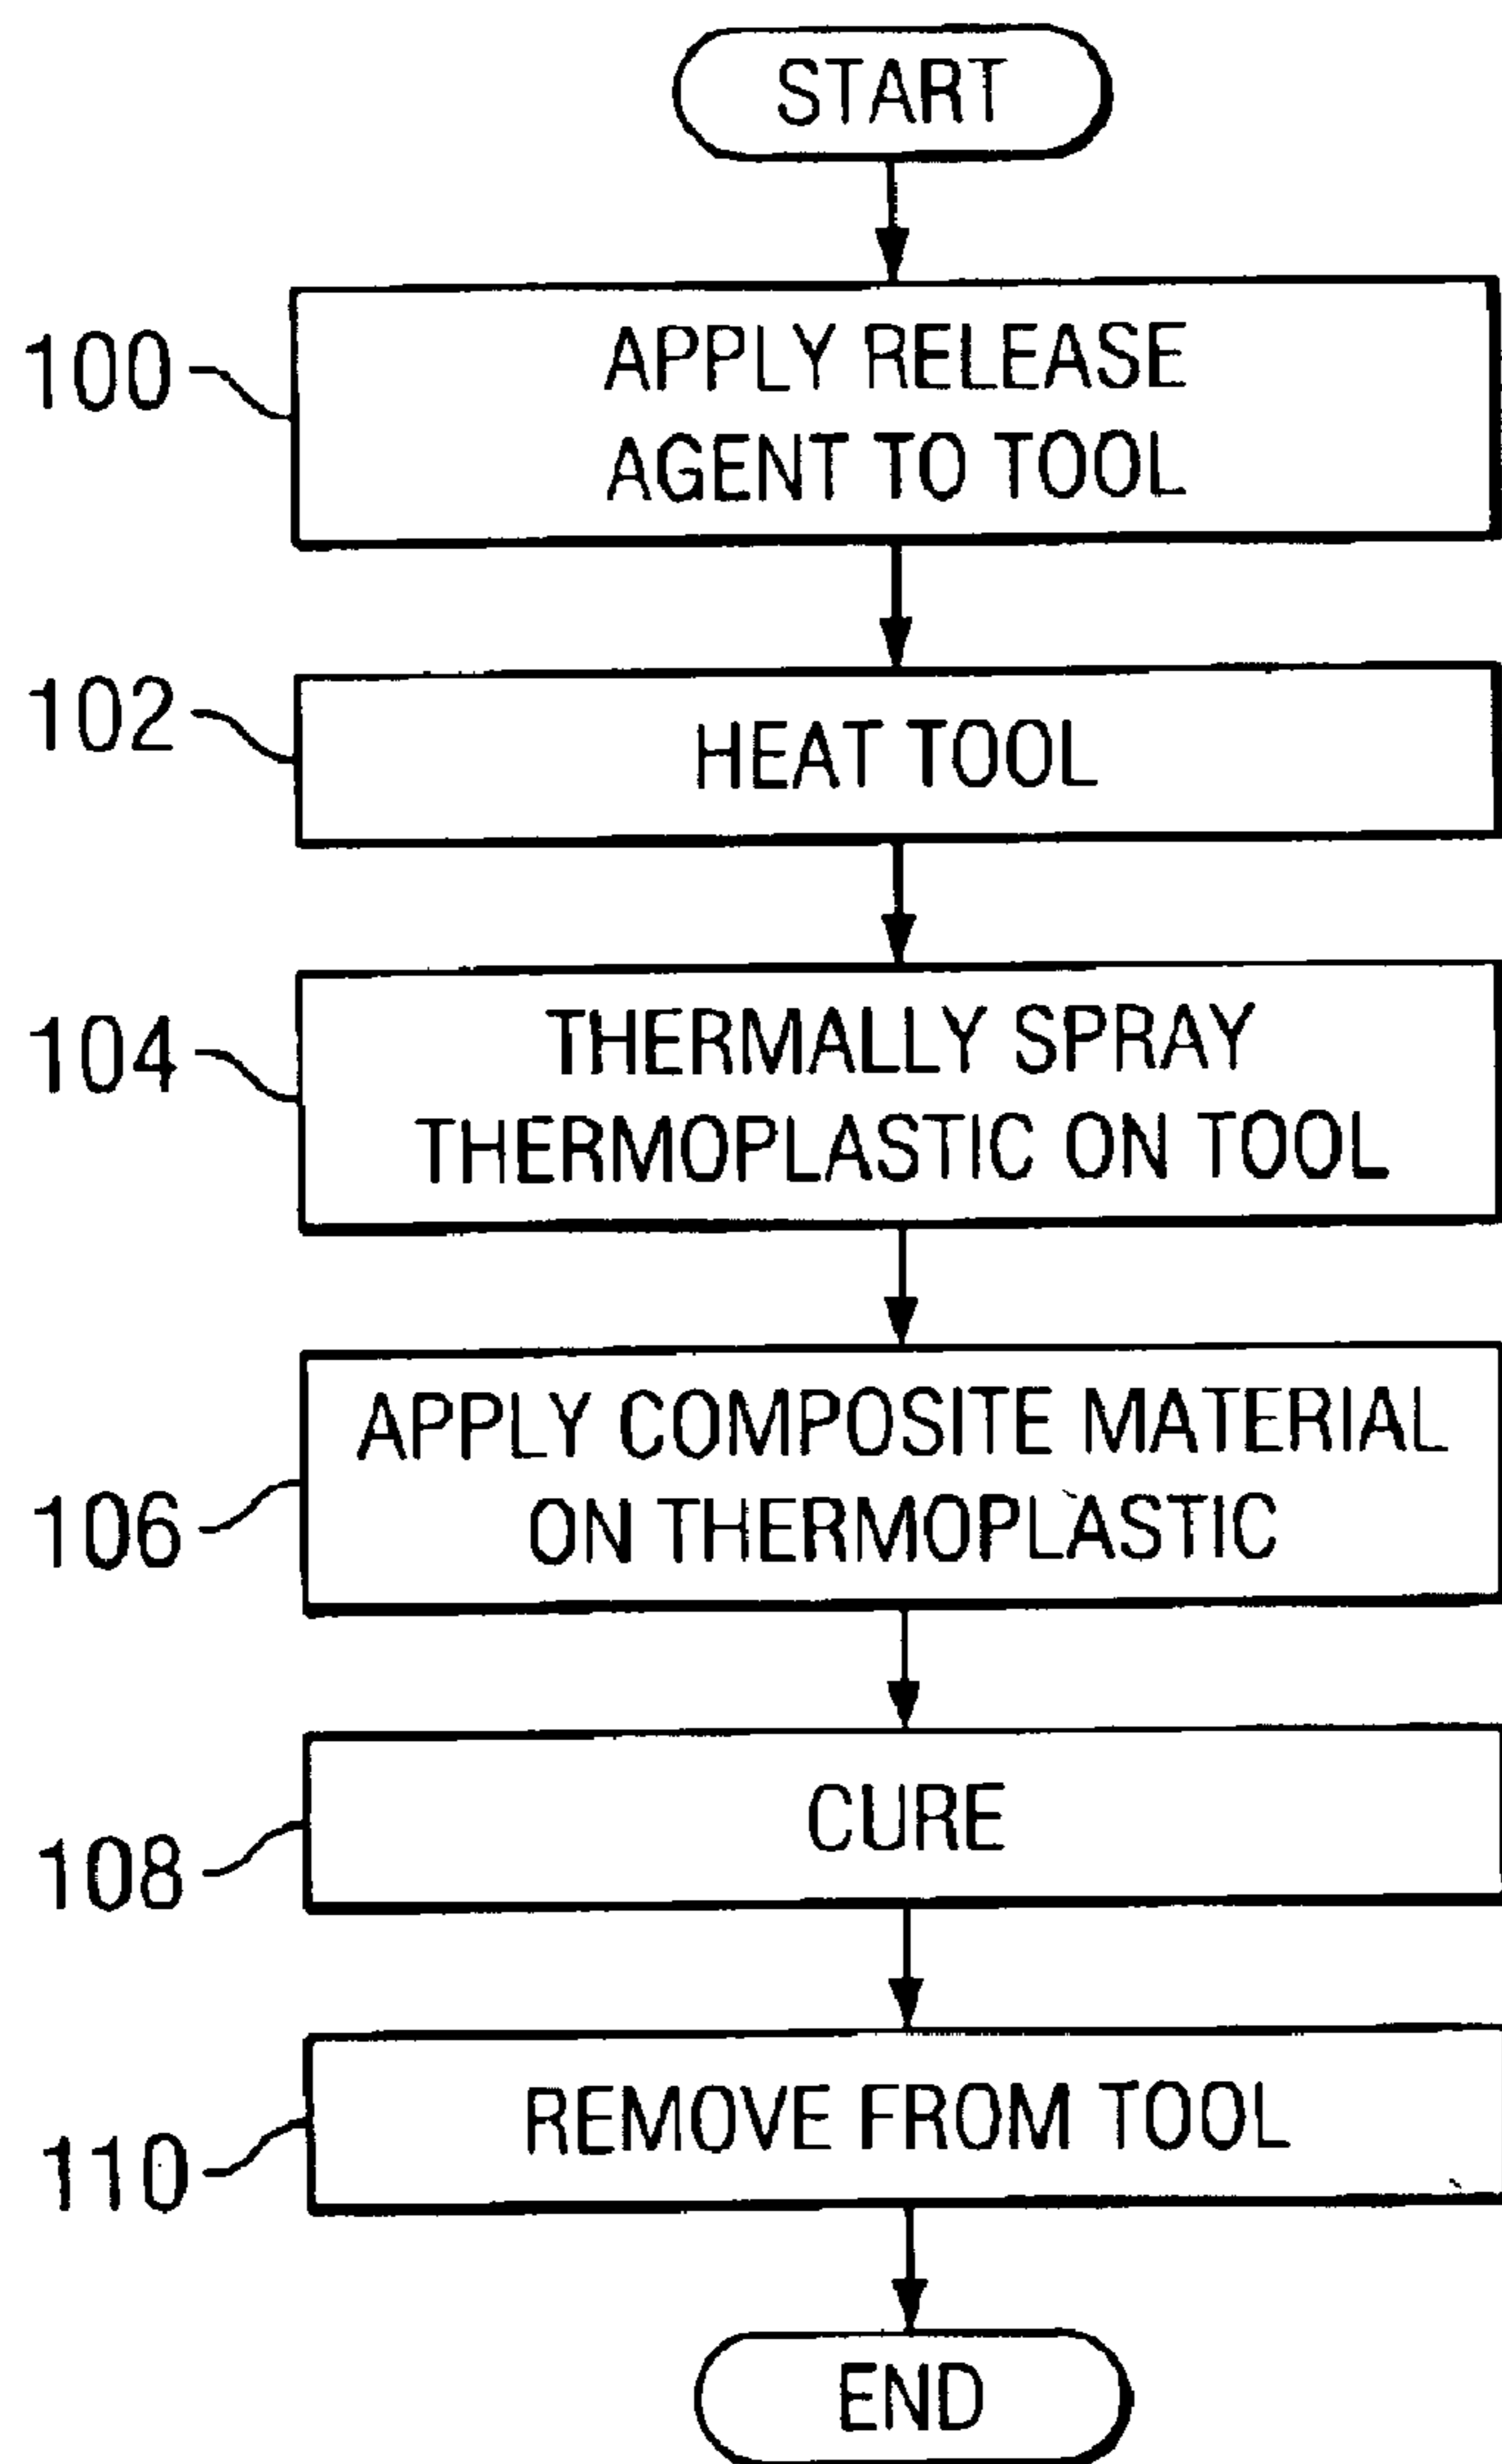 START
100
APPLY RELEASE
AGENT TO TOOL
102
HEAT TOOL
104
THERMALLY SPRAY
THERMOPLASTIC ON TOOL
106
APPLY COMPOSITE MATERIAL
ON THERMOPLASTIC
108
CURE
110
REMOVE FROM TOOL
END